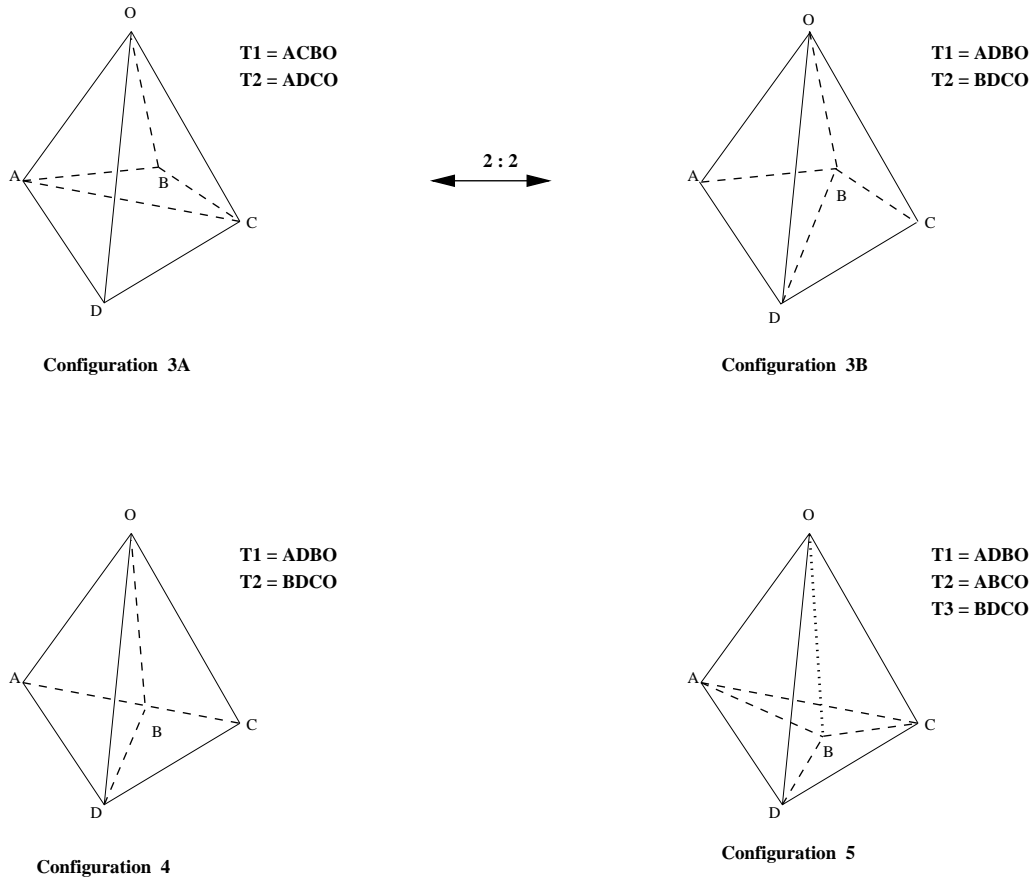 O
T1 = ACBO
T2 = ADCO
A
B
C
D
Configuration 3A
2 : 2
O
T1 = ADBO
T2 = BDCO
A
B
C
D
Configuration 3B
O
T1 = ADBO
T2 = BDCO
A
B
C
D
Configuration 4
O
T1 = ADBO
T2 = ABCO
T3 = BDCO
A
B
C
D
Configuration 5